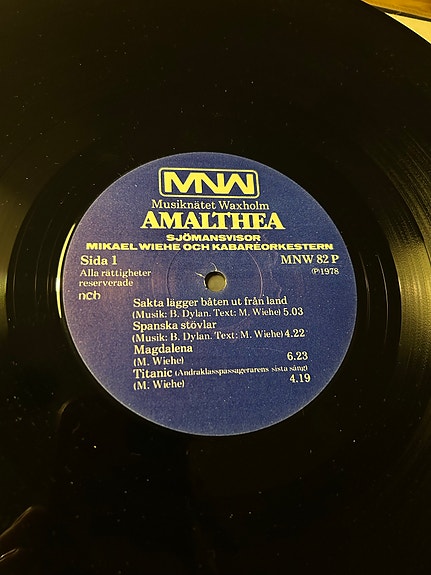 MNW
Musiknätet Waxholm
AMALTHEA
SJÖMANSVISOR
MIKAEL WIEHE OCH KABARÉORKESTERN
Sida 1 MNW 82 P
Alla rättigheter ℗1978
reserverade
ncb
Sakta lägger båten ut från land
(Musik: B. Dylan. Text: M. Wiehe) 5.03
Spanska stövlar
(Musik: B. Dylan. Text: M. Wiehe) 4.22
Magdalena
(M. Wiehe) 6.23
Titanic (Andraklasspassagerarens sista sång)
(M. Wiehe) 4.19